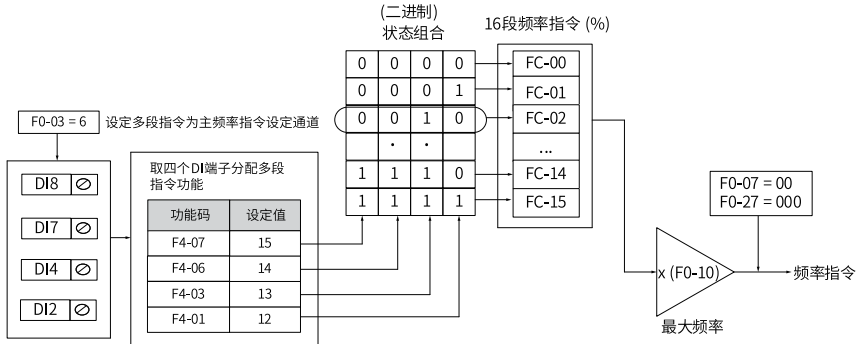 (二进制)
状态组合
16段频率指令 (%)
0 0 0 0
FC-00
0 0 0 1
FC-01
F0-03 = 6
设定多段指令为主频率指令设定通道
0 0 1 0
FC-02
. .
...
1 1 1 0
FC-14
1 1 1 1
FC-15
取四个DI端子分配多段
指令功能
DI8
DI7
DI4
DI2
功能码 设定值
F4-07 15
F4-06 14
F4-03 13
F4-01 12
F0-07 = 00
F0-27 = 000
x (F0-10)
频率指令
最大频率